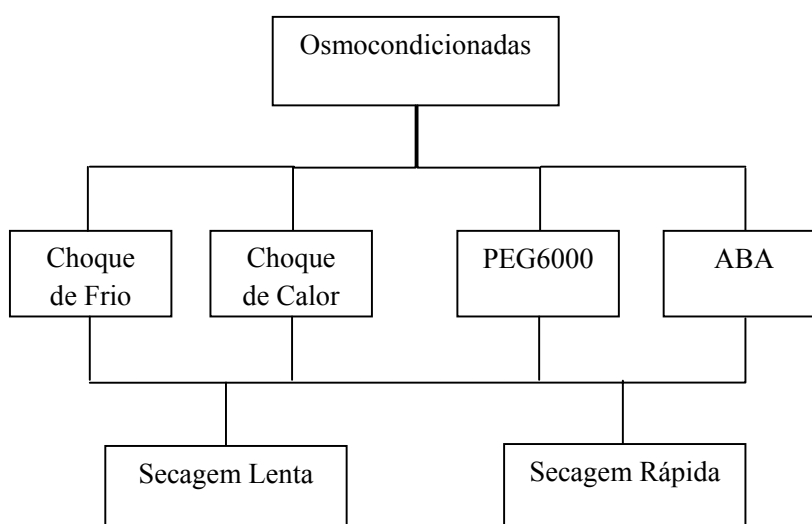 Osmocondicionadas
Choque
de Frio
Choque
de Calor
PEG6000
ABA
Secagem Lenta
Secagem Rápida